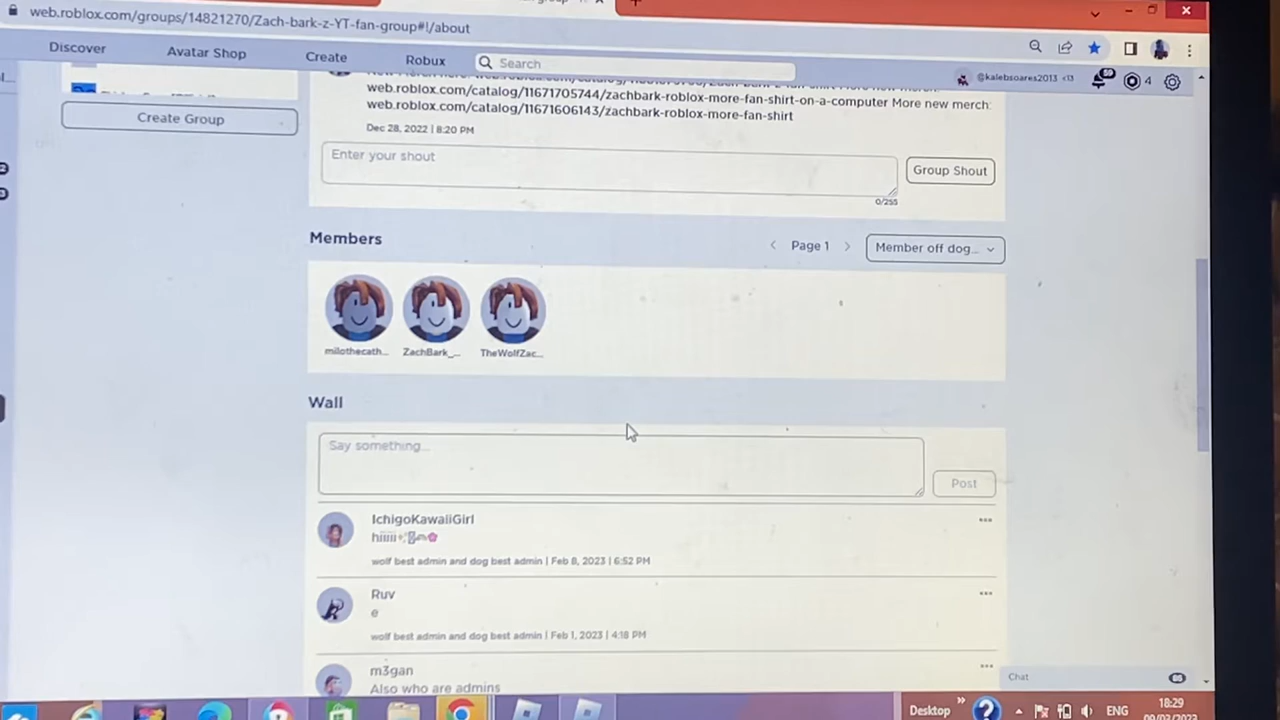 web.roblox.com/groups/14821270/Zach-bark-z-YT-fan-group#!/about
Discover
Avatar Shop
Create
Robux
Search
@kalebsoares2013 <13
4
Create Group
web.roblox.com/catalog/11671705744/zachbark-roblox-more-fan-shirt-on-a-computer More new merch:
web.roblox.com/catalog/11671606143/zachbark-roblox-more-fan-shirt
Dec 28, 2022 | 8:20 PM
Enter your shout
Group Shout
0/255
Members
Page 1
Member off dog...
milothecath...
ZachBark_...
TheWolfZac...
Wall
Say something...
Post
IchigoKawaiiGirl
wolf best admin and dog best admin | Feb 8, 2023 | 6:52 PM
Ruv
e
wolf best admin and dog best admin | Feb 1, 2023 | 4:18 PM
m3gan
Also who are admins
Chat
Desktop
ENG
18:29